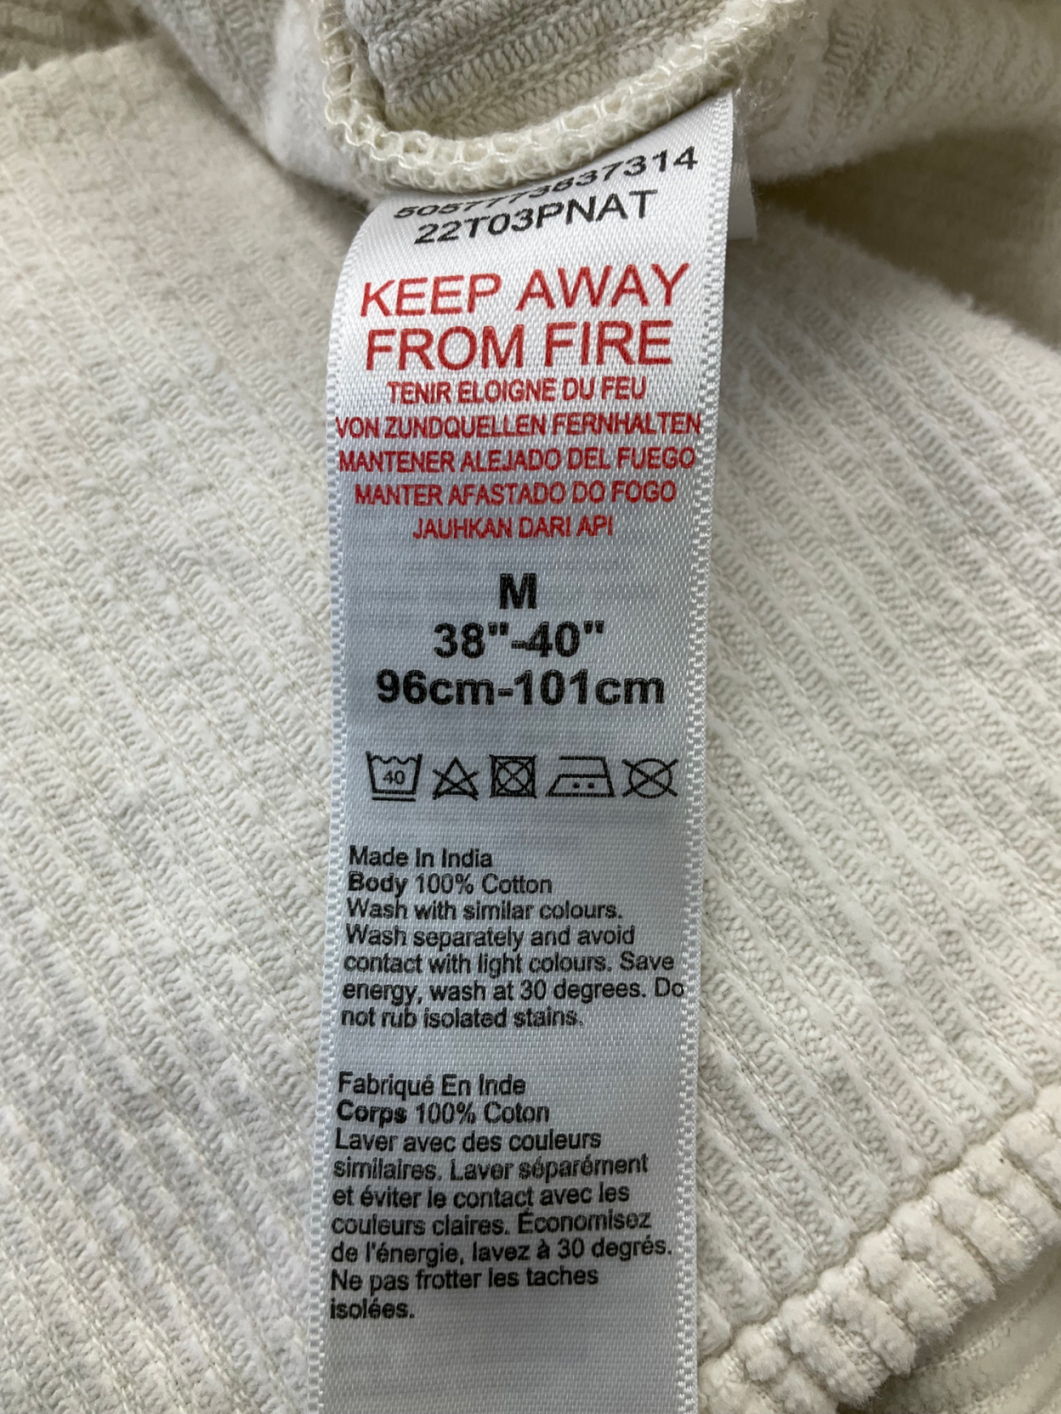 5057773837314
22T03PNAT
KEEP AWAY
FROM FIRE
TENIR ELOIGNE DU FEU
VON ZUNDQUELLEN FERNHALTEN
MANTENER ALEJADO DEL FUEGO
MANTER AFASTADO DO FOGO
JAUHKAN DARI API
M
38"-40"
96cm-101cm
40
Made In India
Body 100% Cotton
Wash with similar colours.
Wash separately and avoid
contact with light colours. Save
energy, wash at 30 degrees. Do
not rub isolated stains.
Fabriqué En Inde
Corps 100% Coton
Laver avec des couleurs
similaires. Laver séparément
et éviter le contact avec les
couleurs claires. Économisez
de l'énergie, lavez à 30 degrés.
Ne pas frotter les taches
isolées.